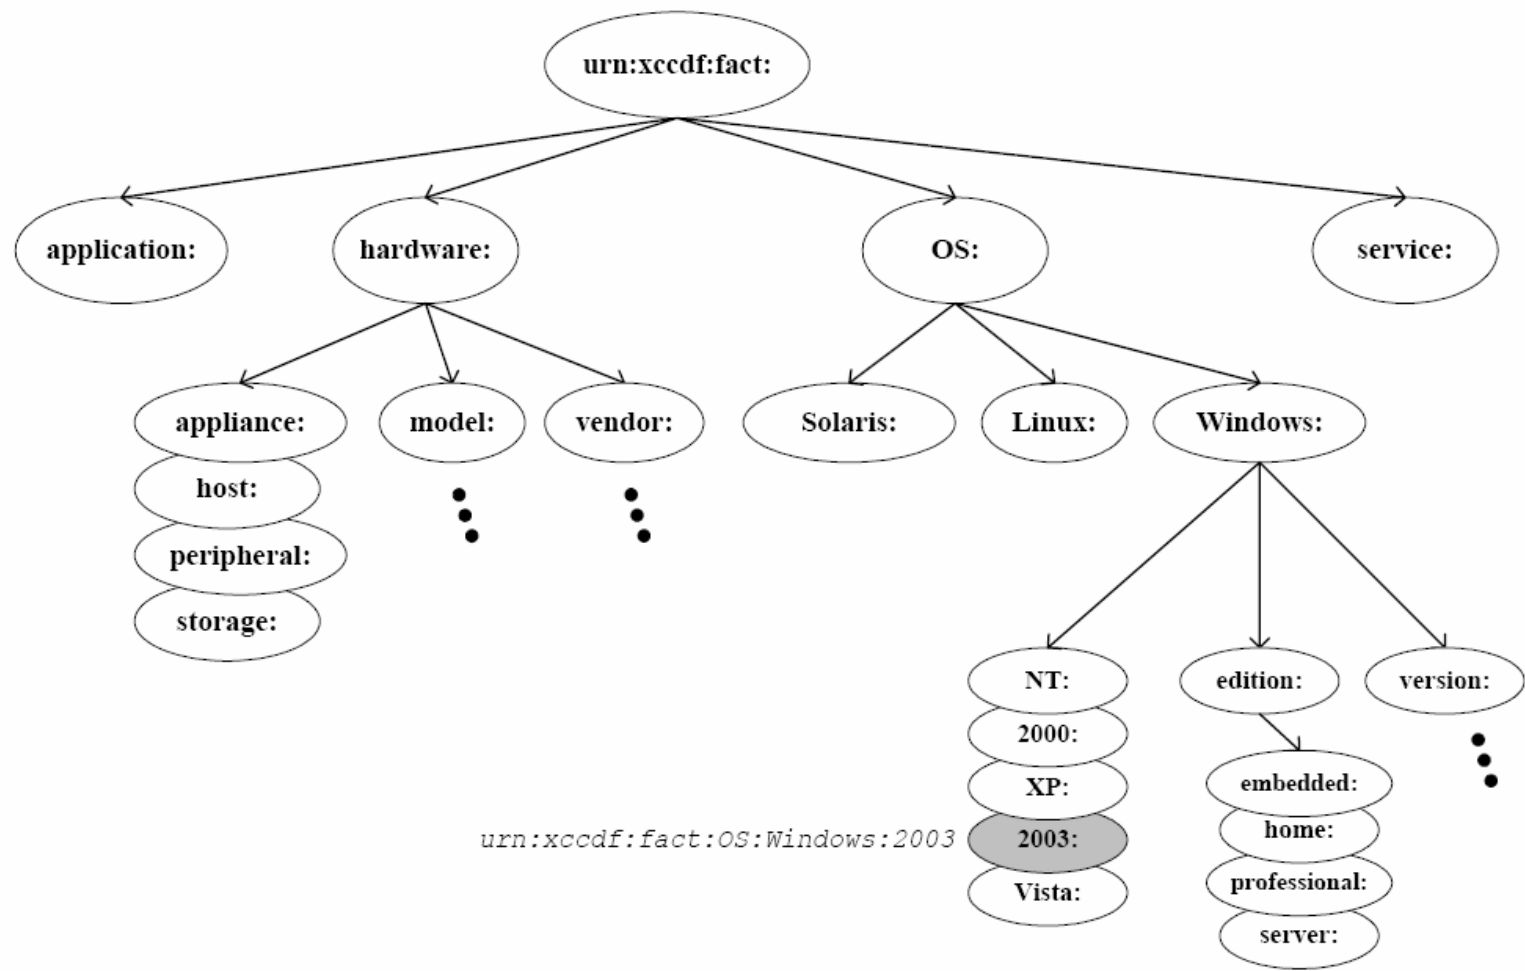 urn:xccdf:fact:
application:
hardware:
OS:
service:
appliance:
model:
vendor:
Solaris:
Linux:
Windows:
host:
peripheral:
storage:
NT:
edition:
version:
2000:
XP:
embedded:
home:
urn:xccdf:fact:OS:Windows:2003
2003:
professional:
Vista:
server: